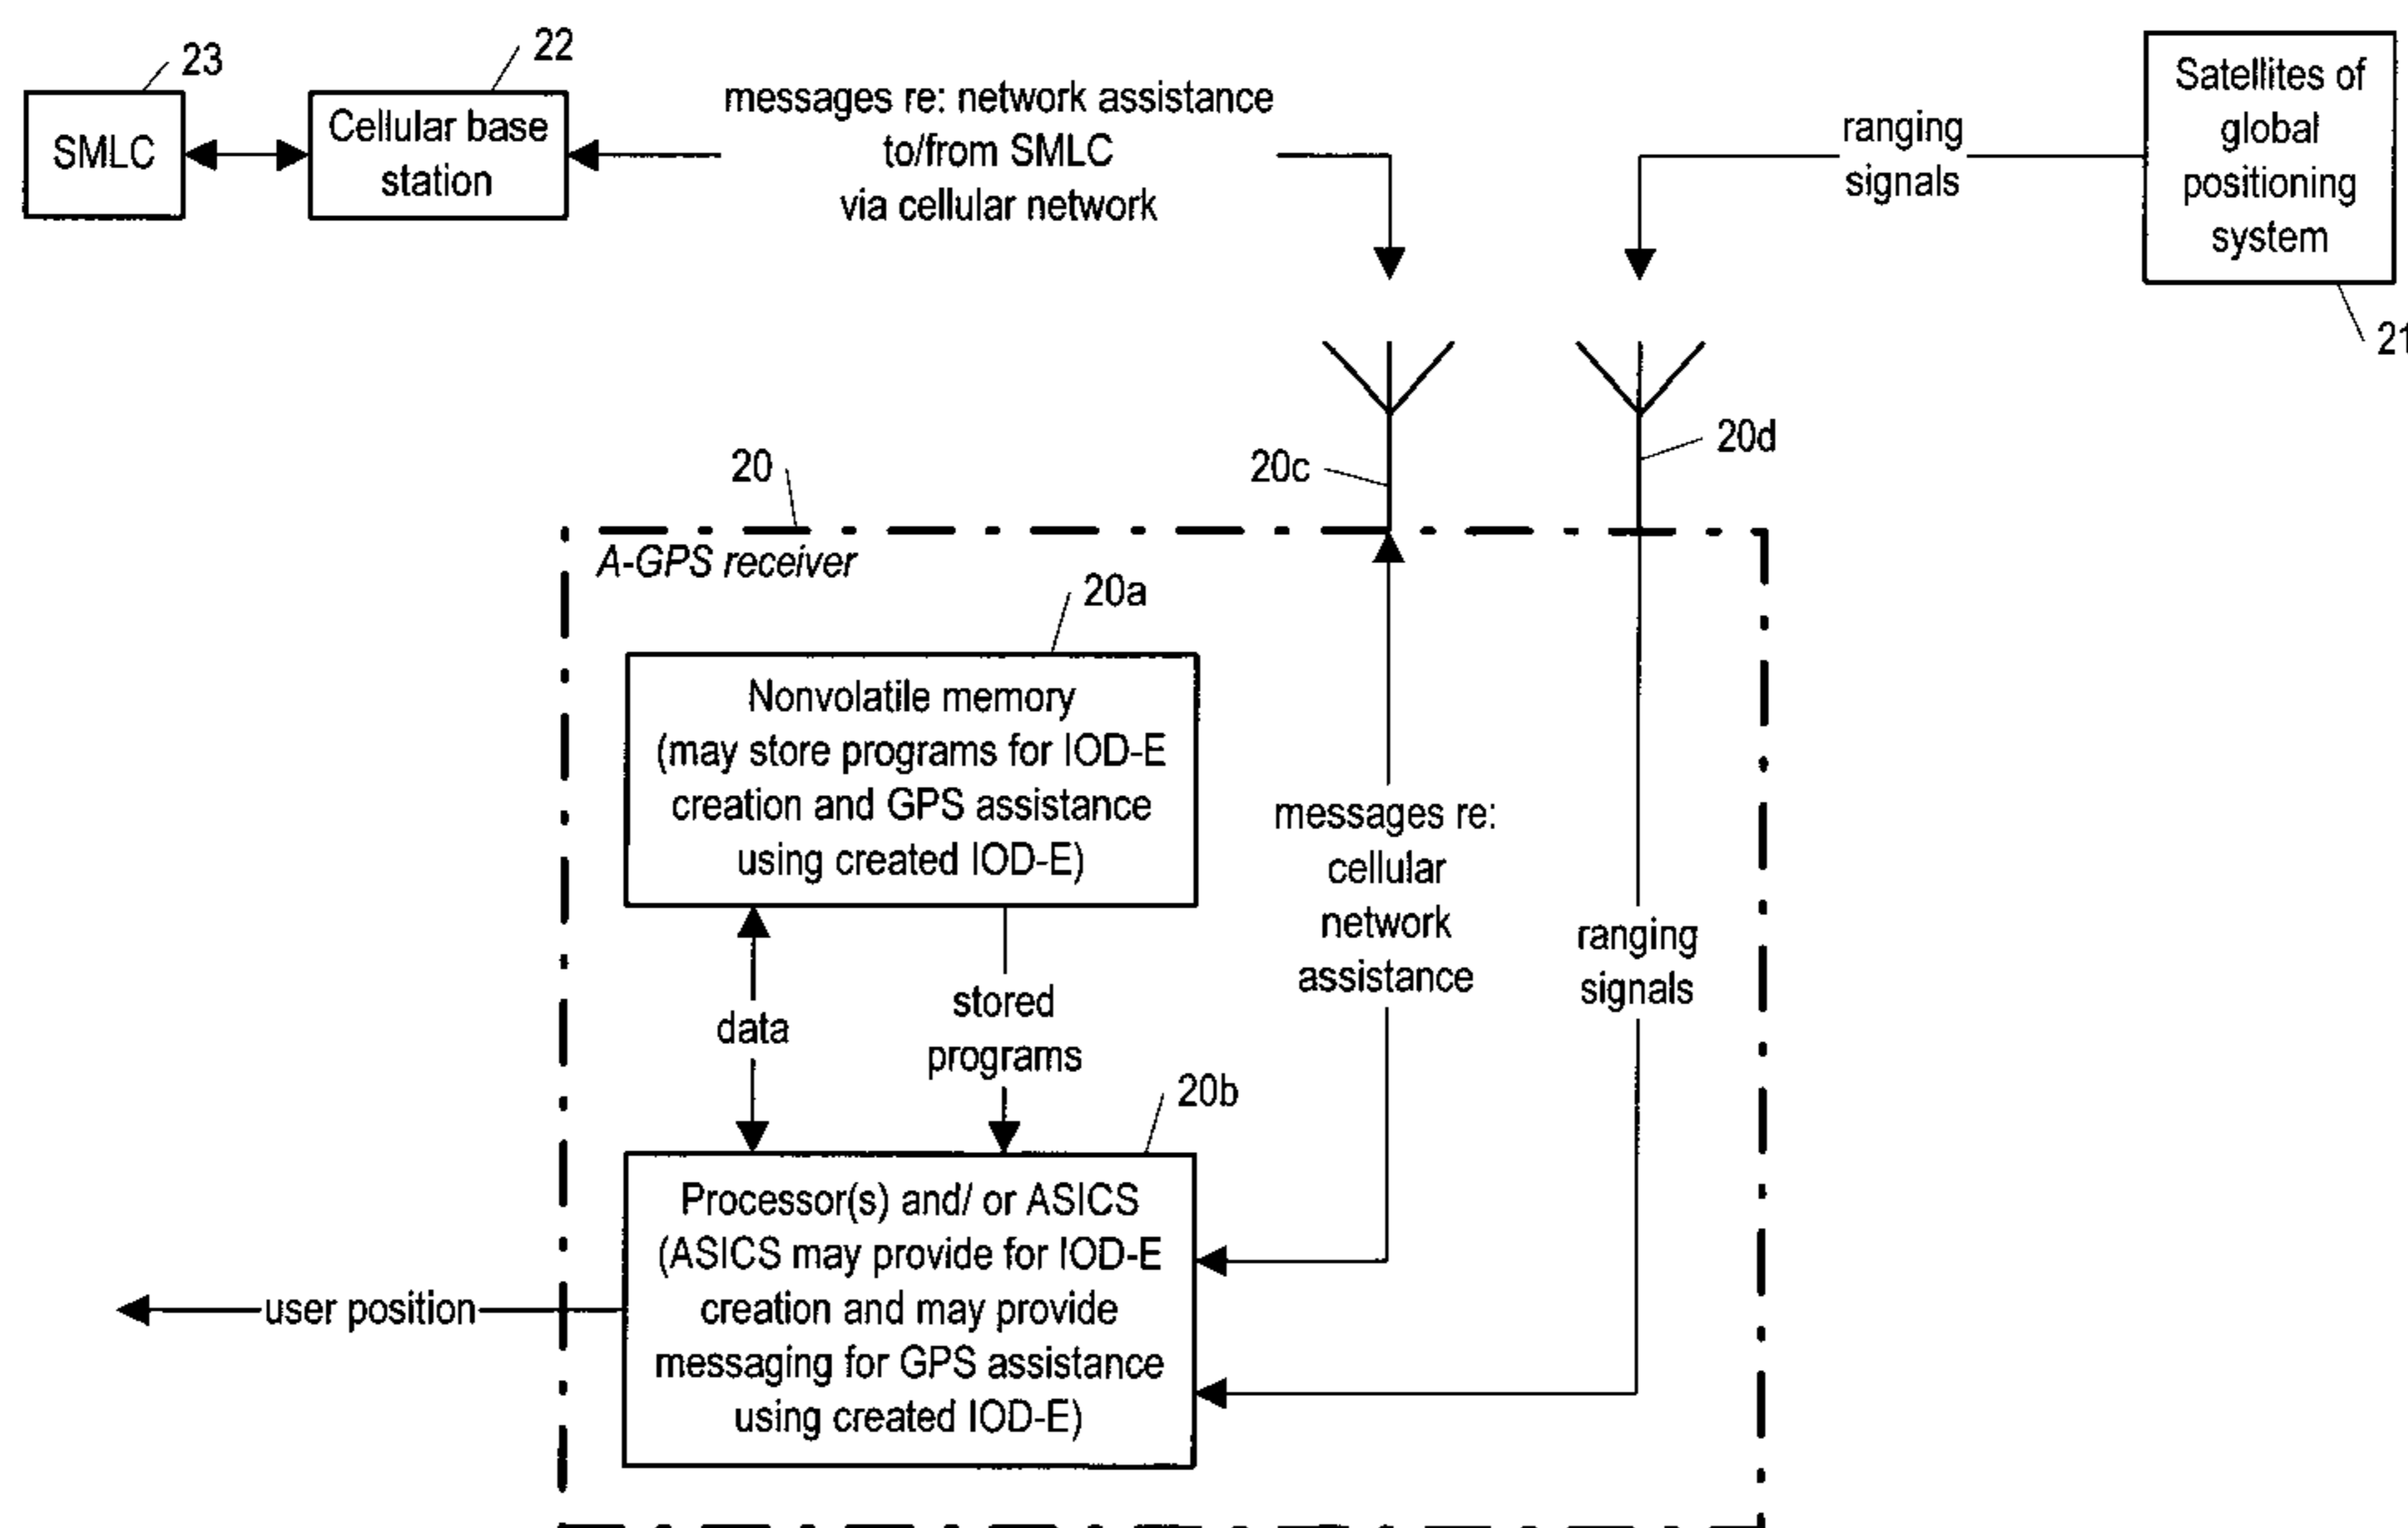 23
22
SMLC
Cellular base
station
messages re: network assistance
to/from SMLC
via cellular network
ranging
signals
Satellites of
global
positioning
system
21
20
20c
20d
A-GPS receiver
20a
Nonvolatile memory
(may store programs for IOD-E
creation and GPS assistance
using created IOD-E)
messages re:
cellular
network
assistance
ranging
signals
data
stored
programs
20b
Processor(s) and/ or ASICS
(ASICS may provide for IOD-E
creation and may provide
messaging for GPS assistance
using created IOD-E)
user position